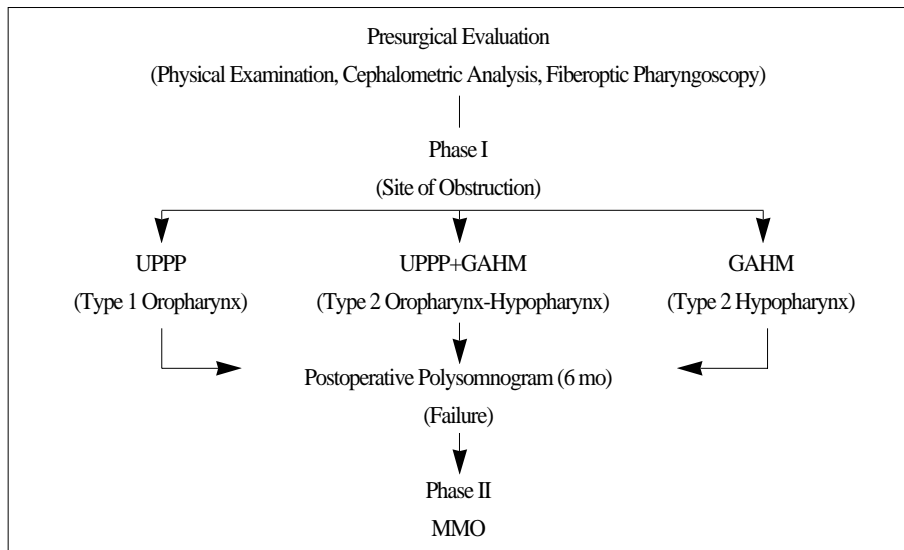 Presurgical Evaluation
(Physical Examination, Cephalometric Analysis, Fiberoptic Pharyngoscopy)
Phase I
(Site of Obstruction)
UPPP
(Type 1 Oropharynx)
UPPP+GAHM
(Type 2 Oropharynx-Hypopharynx)
GAHM
(Type 2 Hypopharynx)
Postoperative Polysomnogram (6 mo)
(Failure)
Phase II
MMO